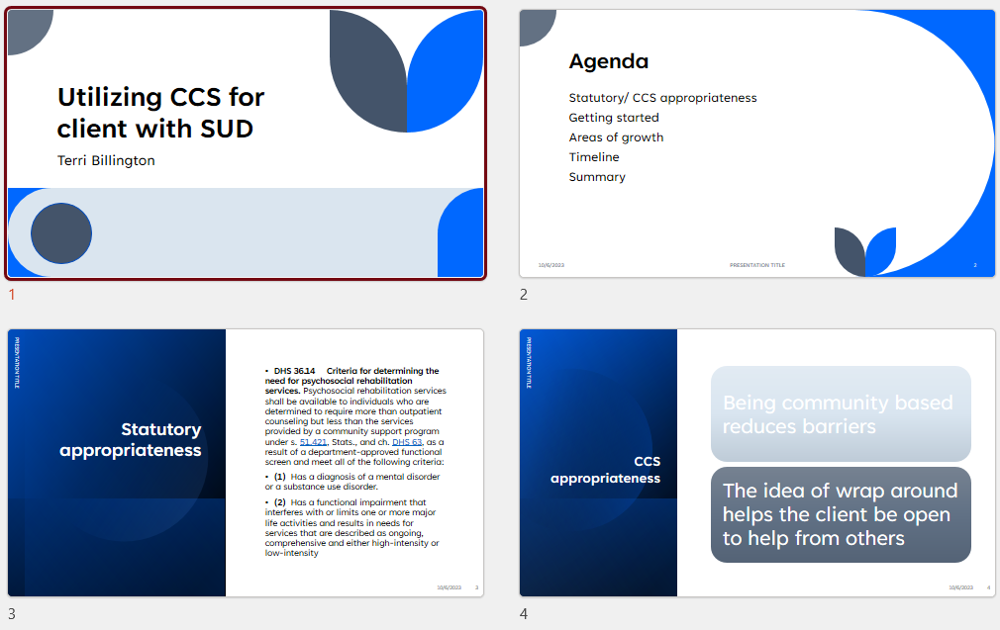 Utilizing CCS for
client with SUD
Terri Billington
1
Agenda
Statutory/ CCS appropriateness
Getting started
Areas of growth
Timeline
Summary
10/6/2023
PRESENTATION TITLE
2
2
PRESENTATION TITLE
Statutory
appropriateness
• DHS 36.14 Criteria for determining the
need for psychosocial rehabilitation
services. Psychosocial rehabilitation services
shall be available to individuals who are
determined to require more than outpatient
counseling but less than the services
provided by a community support program
under s. 51.421, Stats., and ch. DHS 63, as a
result of a department-approved functional
screen and meet all of the following criteria:
• (1) Has a diagnosis of a mental disorder
or a substance use disorder.
• (2) Has a functional impairment that
interferes with or limits one or more major
life activities and results in needs for
services that are described as ongoing,
comprehensive and either high-intensity or
low-intensity
10/6/2023
3
3
PRESENTATION TITLE
CCS
appropriateness
Being community based
reduces barriers
The idea of wrap around
helps the client be open
to help from others
10/6/2023
4
4